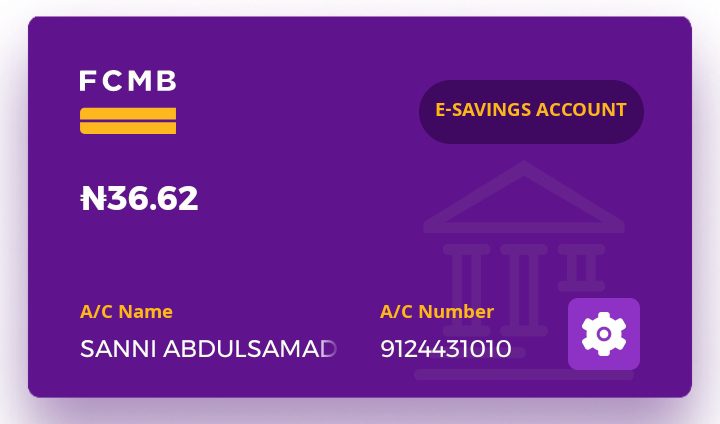 FCMB
E-SAVINGS ACCOUNT
₦36.62
A/C Name
A/C Number
SANNI ABDULSAMAD
9124431010